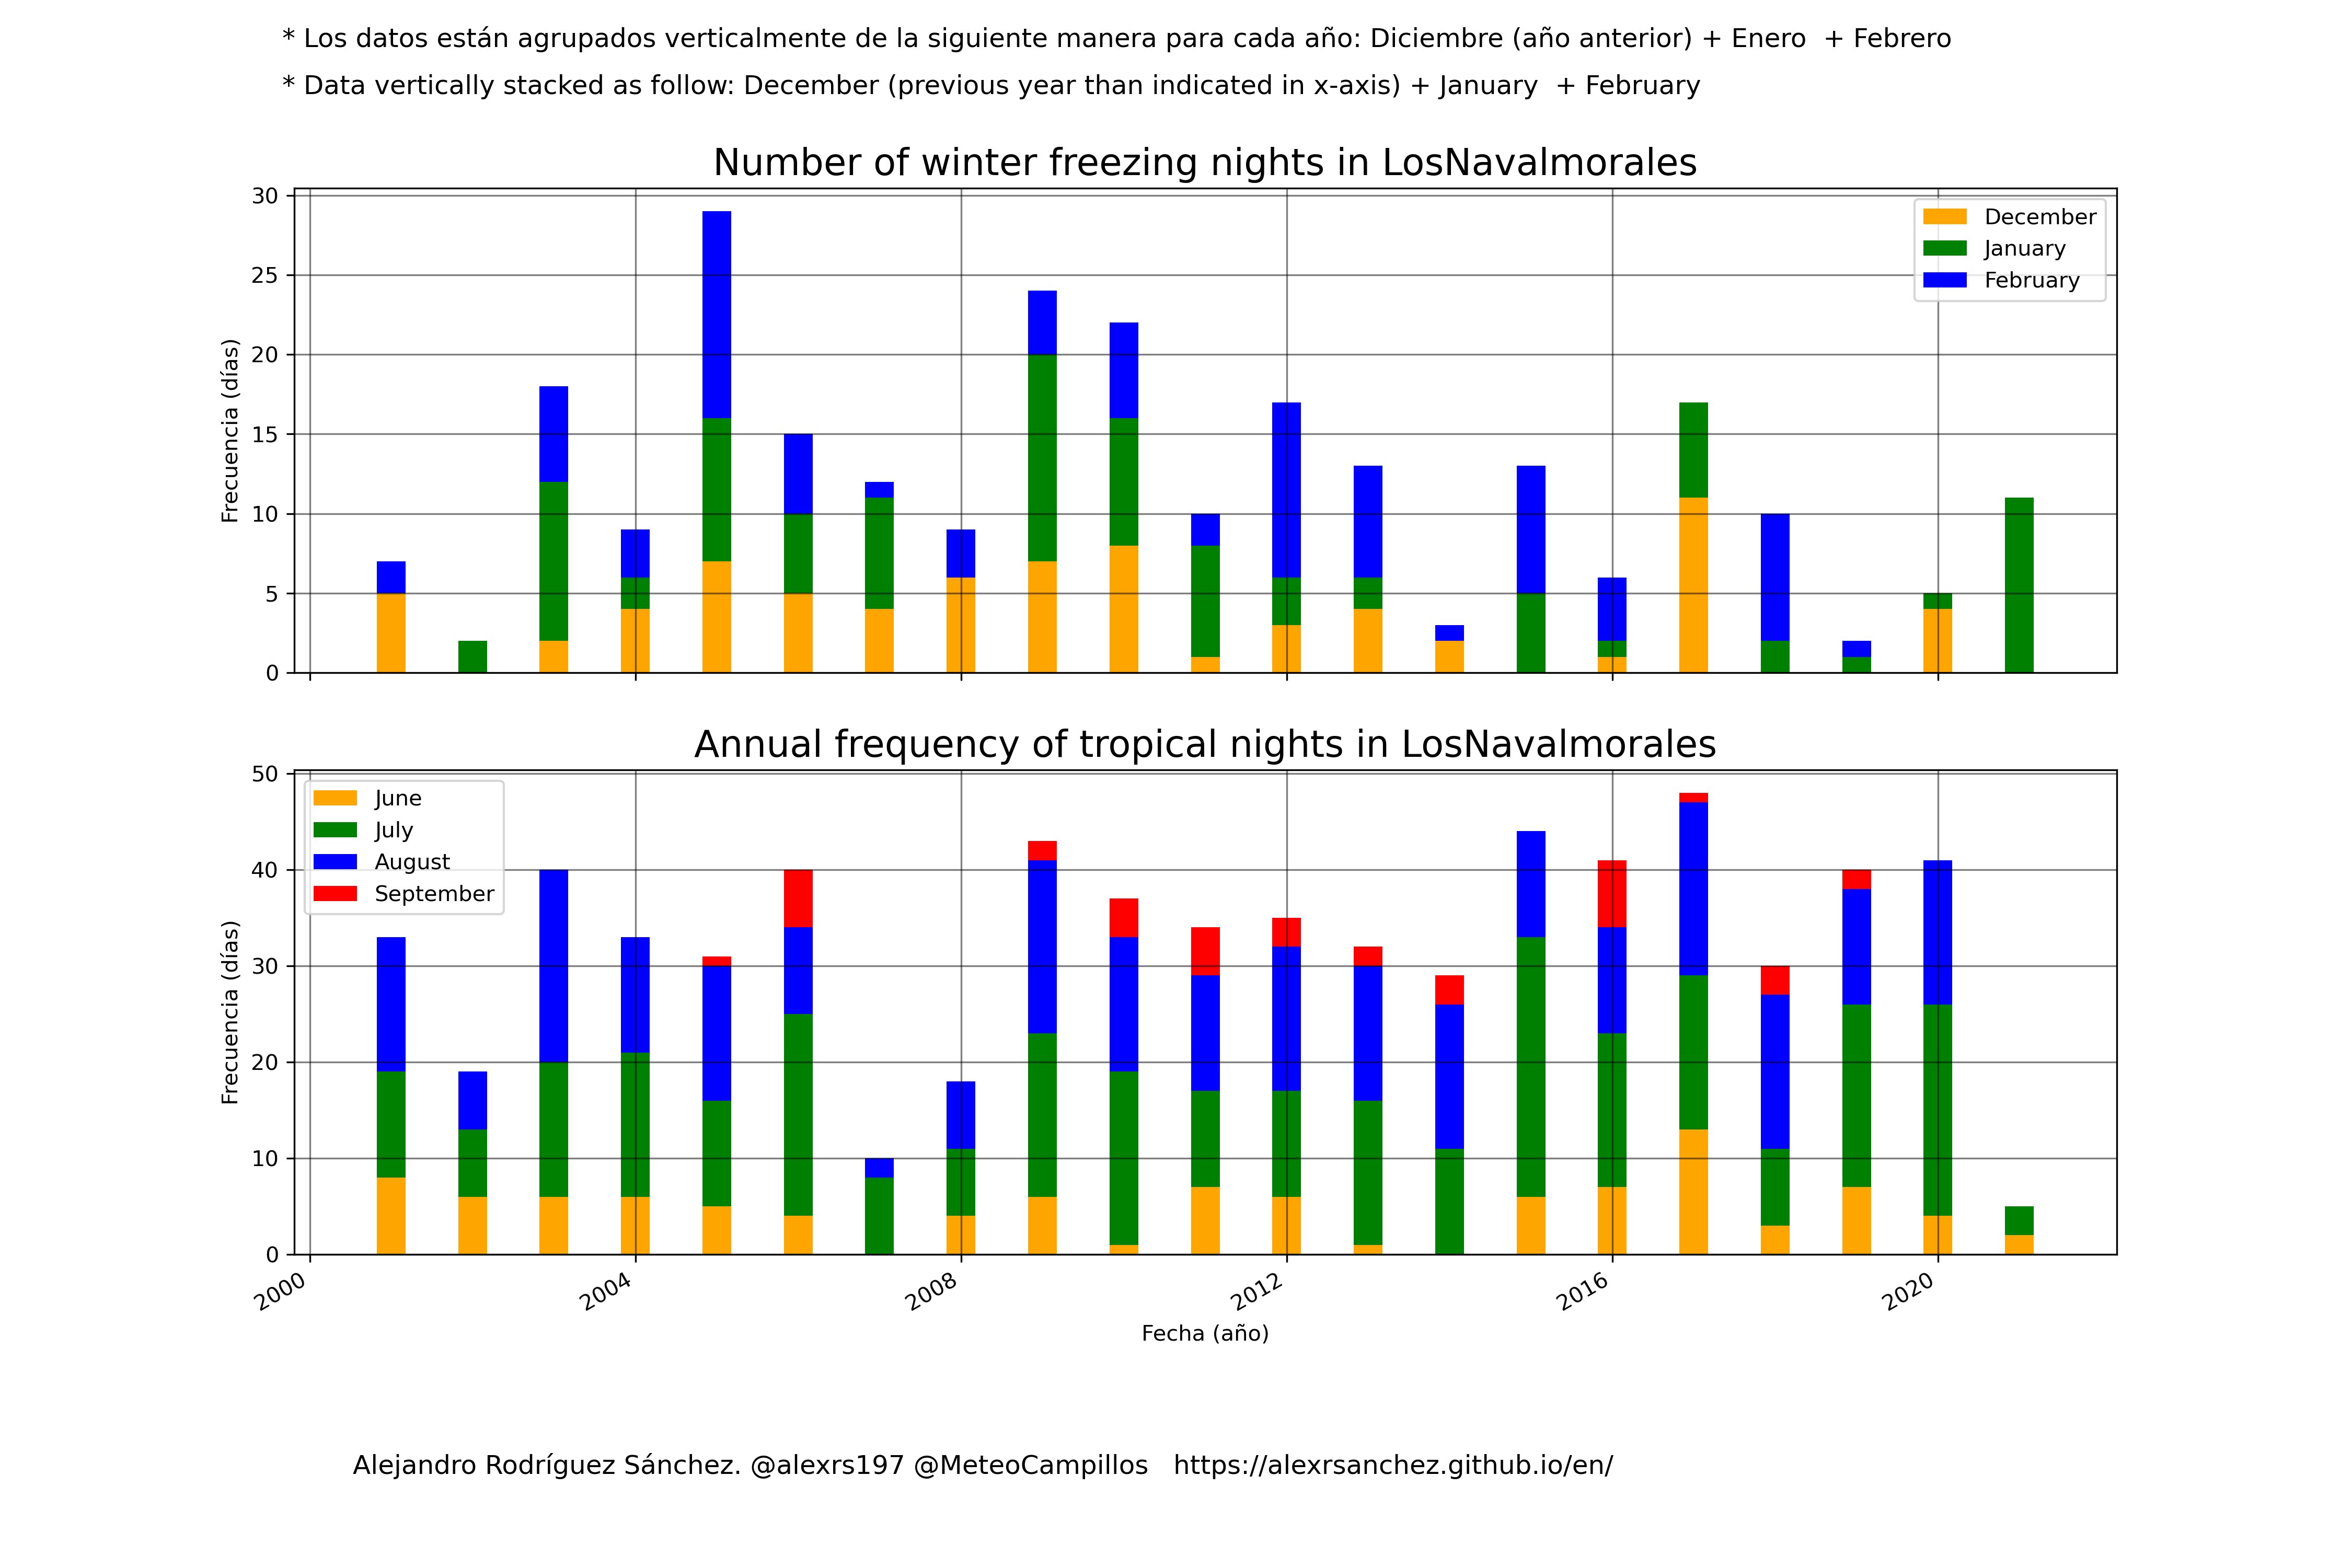 * Los datos están agrupados verticalmente de la siguiente manera para cada año: Diciembre (año anterior) + Enero  + Febrero
* Data vertically stacked as follow: December (previous year than indicated in x-axis) + January  + February
Number of winter freezing nights in LosNavalmorales
30
25
20
15
10
5
0
Frecuencia (días)
December
January
February
Annual frequency of tropical nights in LosNavalmorales
50
40
30
20
10
0
Frecuencia (días)
June
July
August
September
2000 2004 2008 2012 2016 2020
Fecha (año)
Alejandro Rodríguez Sánchez. @alexrs197 @MeteoCampillos   https://alexrsanchez.github.io/en/